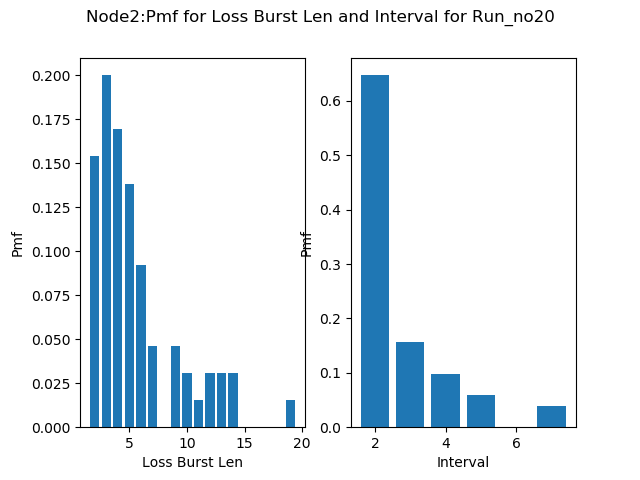 Node2:Pmf for Loss Burst Len and Interval for Run_no20
0.200
0.175
0.150
0.125
0.100
0.075
0.050
0.025
0.000
Pmf
5 10 15 20
Loss Burst Len
0.6
0.5
0.4
0.3
0.2
0.1
0.0
Pmf
2 4 6
Interval